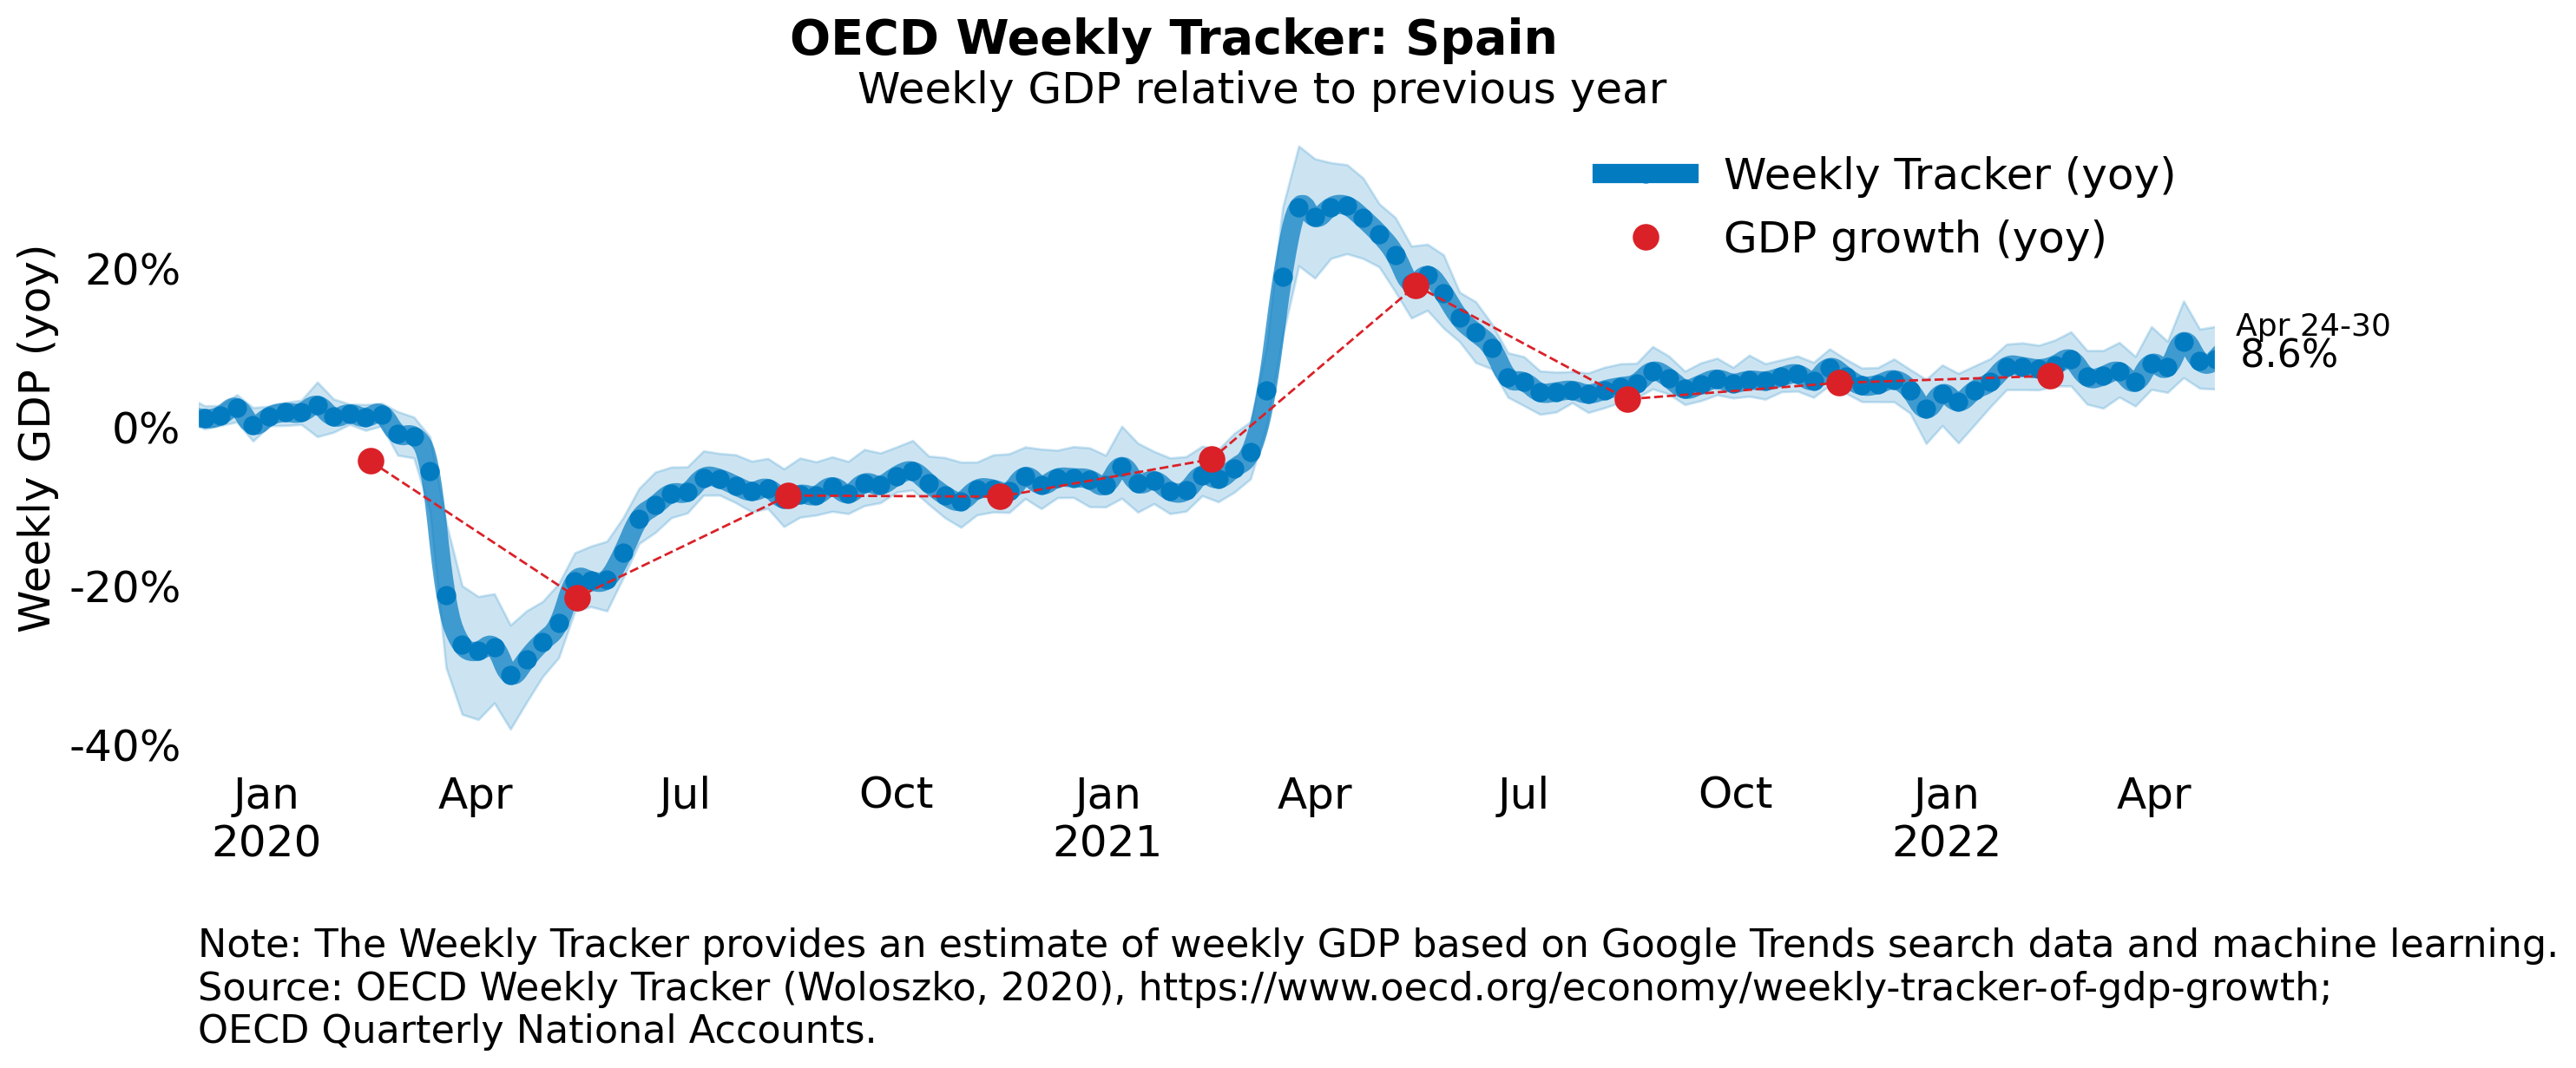 OECD Weekly Tracker: Spain
Weekly GDP relative to previous year
Weekly Tracker (yoy)
GDP growth (yoy)
Weekly GDP (yoy)
20%
0%
-20%
-40%
Apr 24-30
8.6%
Jan Apr Jul Oct Jan Apr Jul Oct Jan Apr
2020 2021 2022
Note: The Weekly Tracker provides an estimate of weekly GDP based on Google Trends search data and machine learning.
Source: OECD Weekly Tracker (Woloszko, 2020), https://www.oecd.org/economy/weekly-tracker-of-gdp-growth;
OECD Quarterly National Accounts.